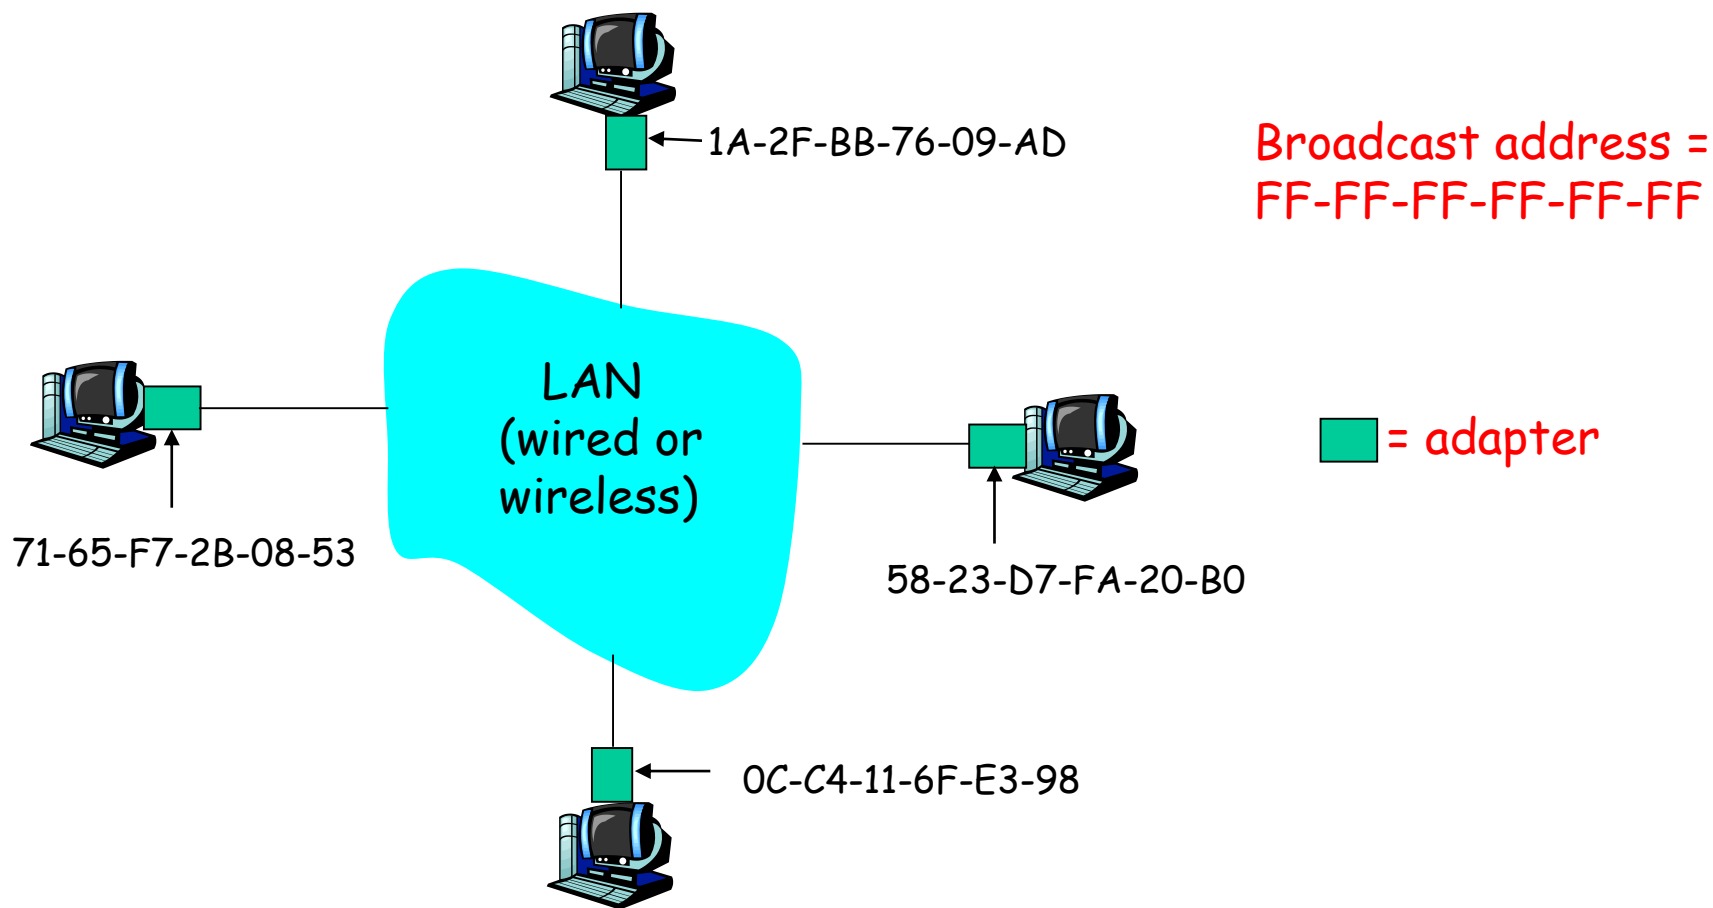 1A-2F-BB-76-09-AD
Broadcast address =
FF-FF-FF-FF-FF-FF
LAN
(wired or
wireless)
= adapter
71-65-F7-2B-08-53
58-23-D7-FA-20-B0
0C-C4-11-6F-E3-98